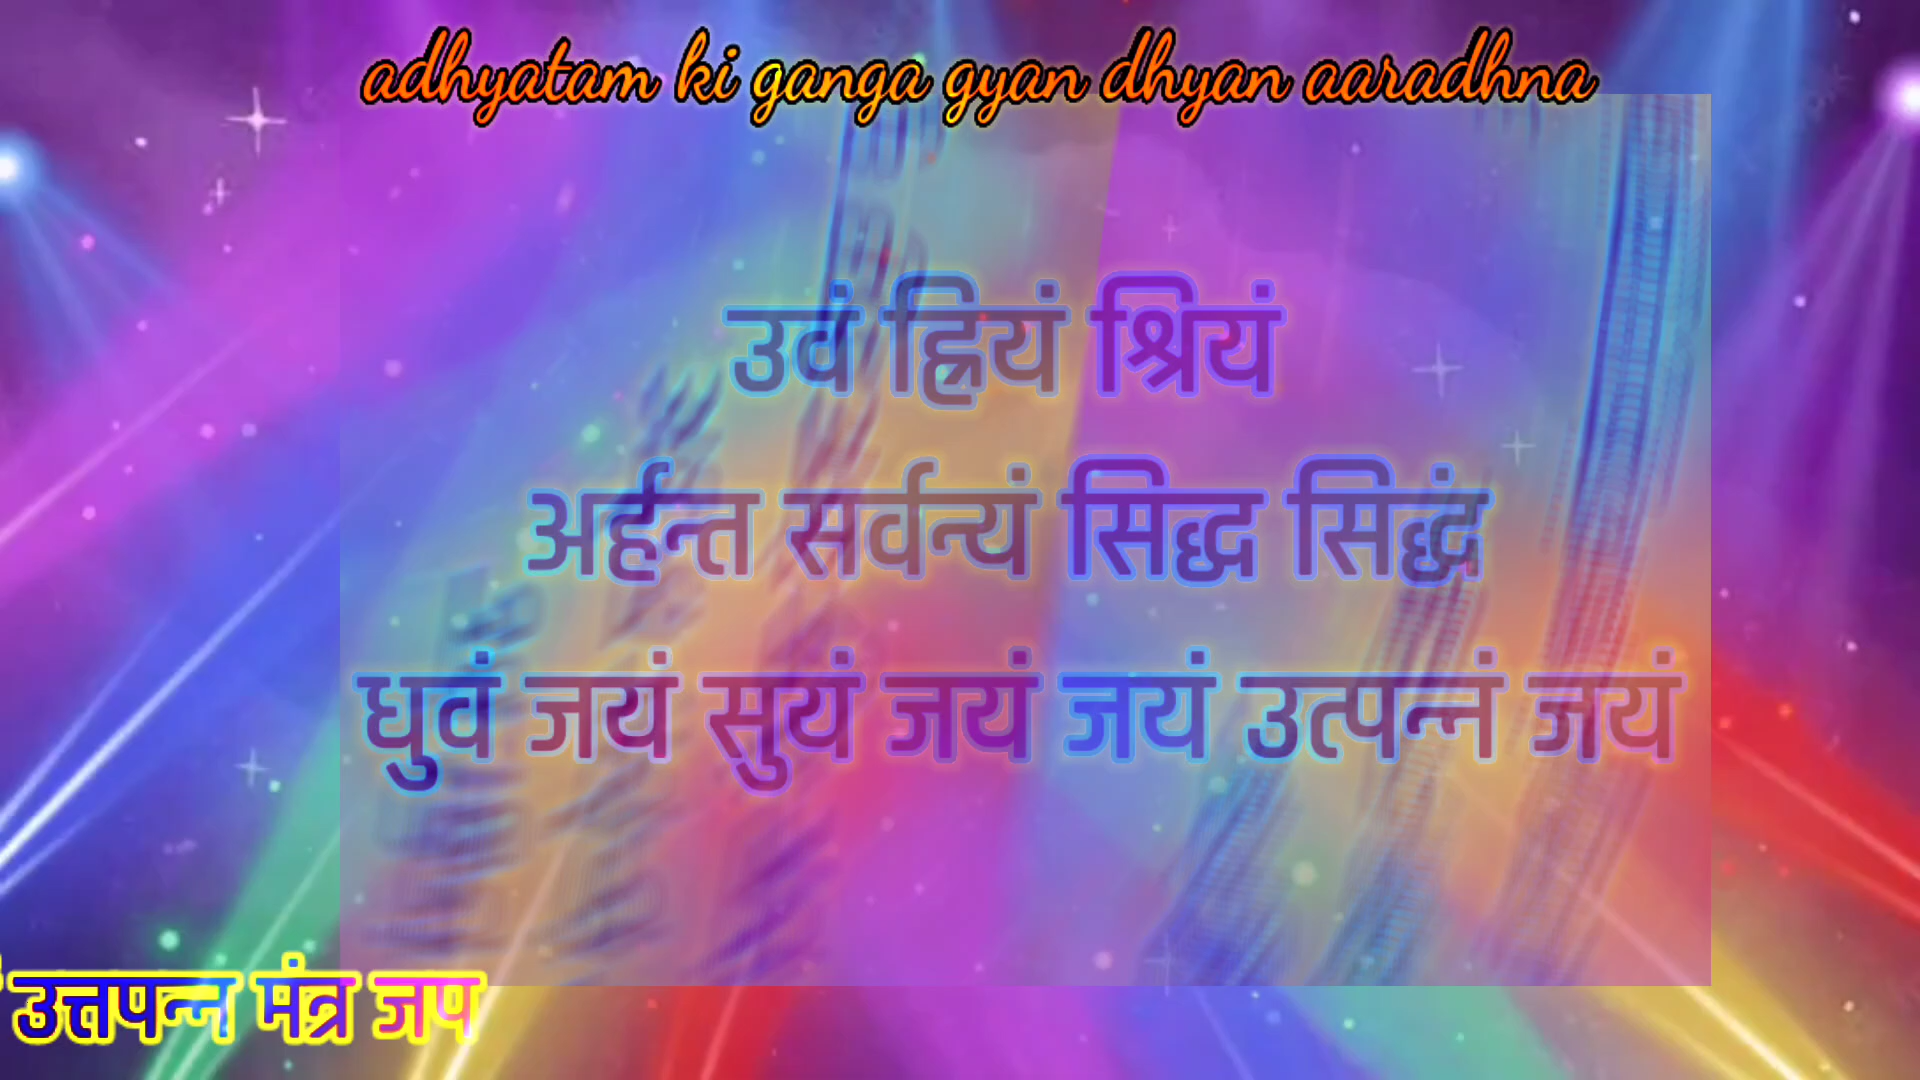 adhyatam ki ganga gyan dhyan aaradhna
उवं ह्रियं श्रियं
अर्हन्त सर्वन्यं सिद्ध सिद्धं
धुवं जयं सुयं जयं जयं उत्पन्नं जयं
उत्तपन्न मंत्र जप